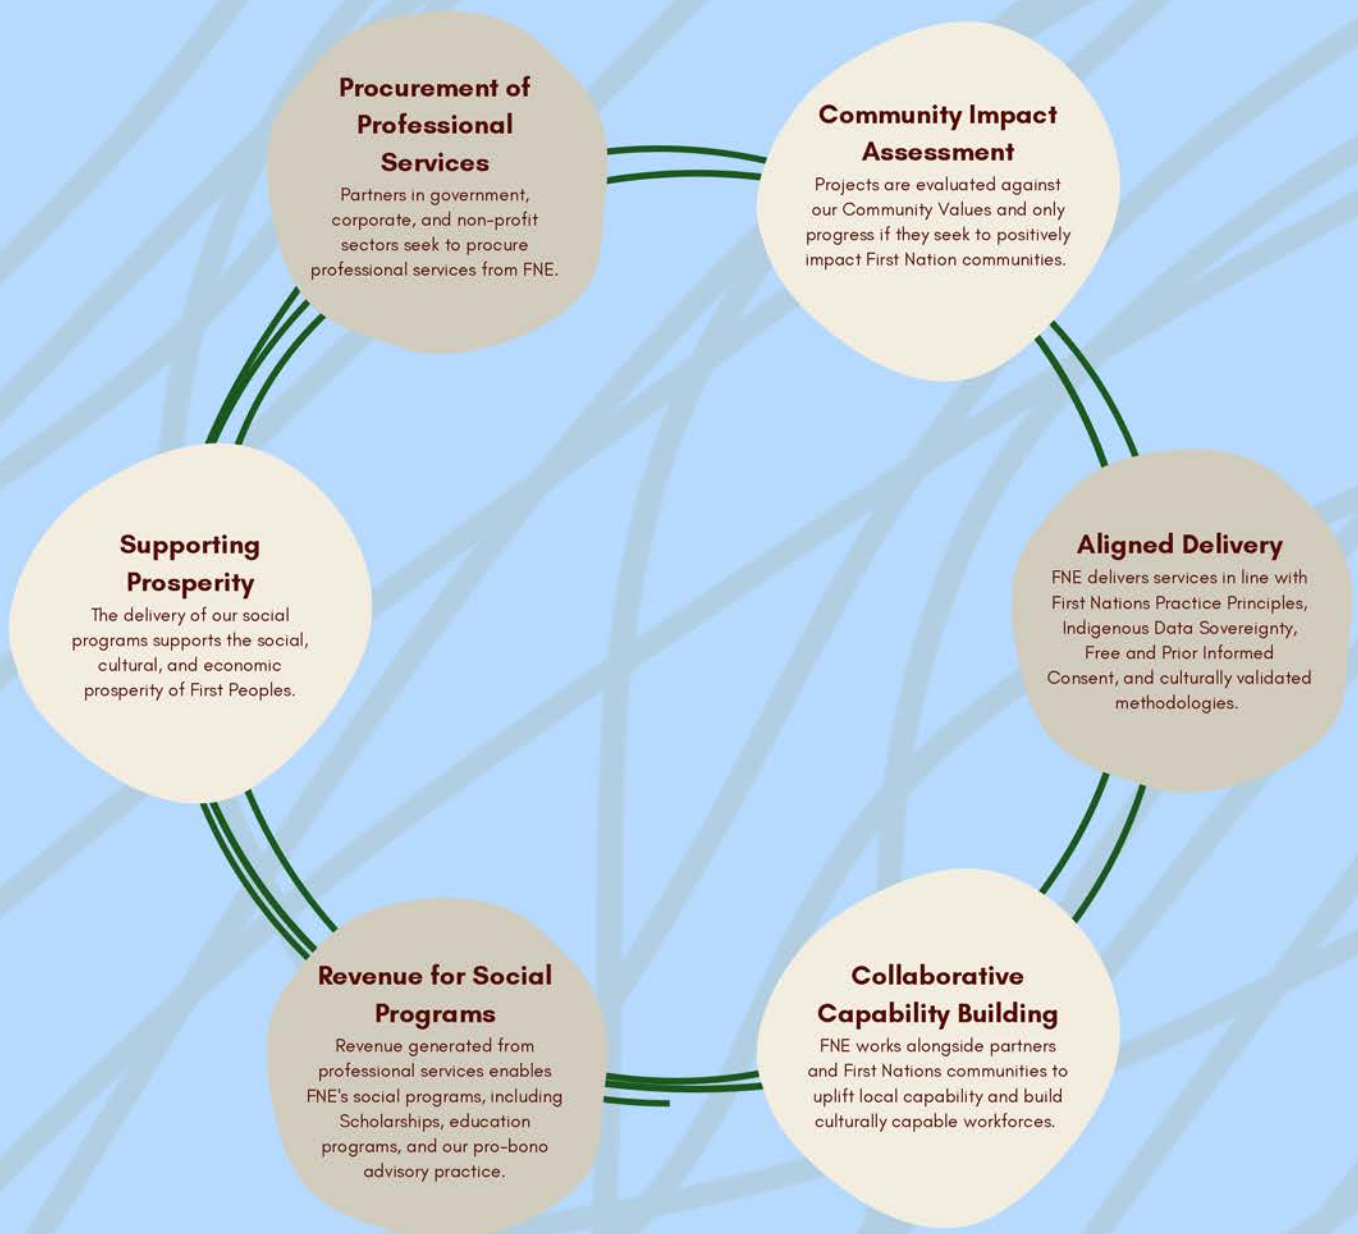 Procurement of
Professional
Services
Partners in government,
corporate, and non-profit
sectors seek to procure
professional services from FNE.
Community Impact
Assessment
Projects are evaluated against
our Community Values and only
progress if they seek to positively
impact First Nation communities.
Aligned Delivery
FNE delivers services in line with
First Nations Practice Principles,
Indigenous Data Sovereignty,
Free and Prior Informed
Consent, and culturally validated
methodologies.
Collaborative
Capability Building
FNE works alongside partners
and First Nations communities to
uplift local capability and build
culturally capable workforces.
Revenue for Social
Programs
Revenue generated from
professional services enables
FNE's social programs, including
Scholarships, education
programs, and our pro-bono
advisory practice.
Supporting
Prosperity
The delivery of our social
programs supports the social,
cultural, and economic
prosperity of First Peoples.